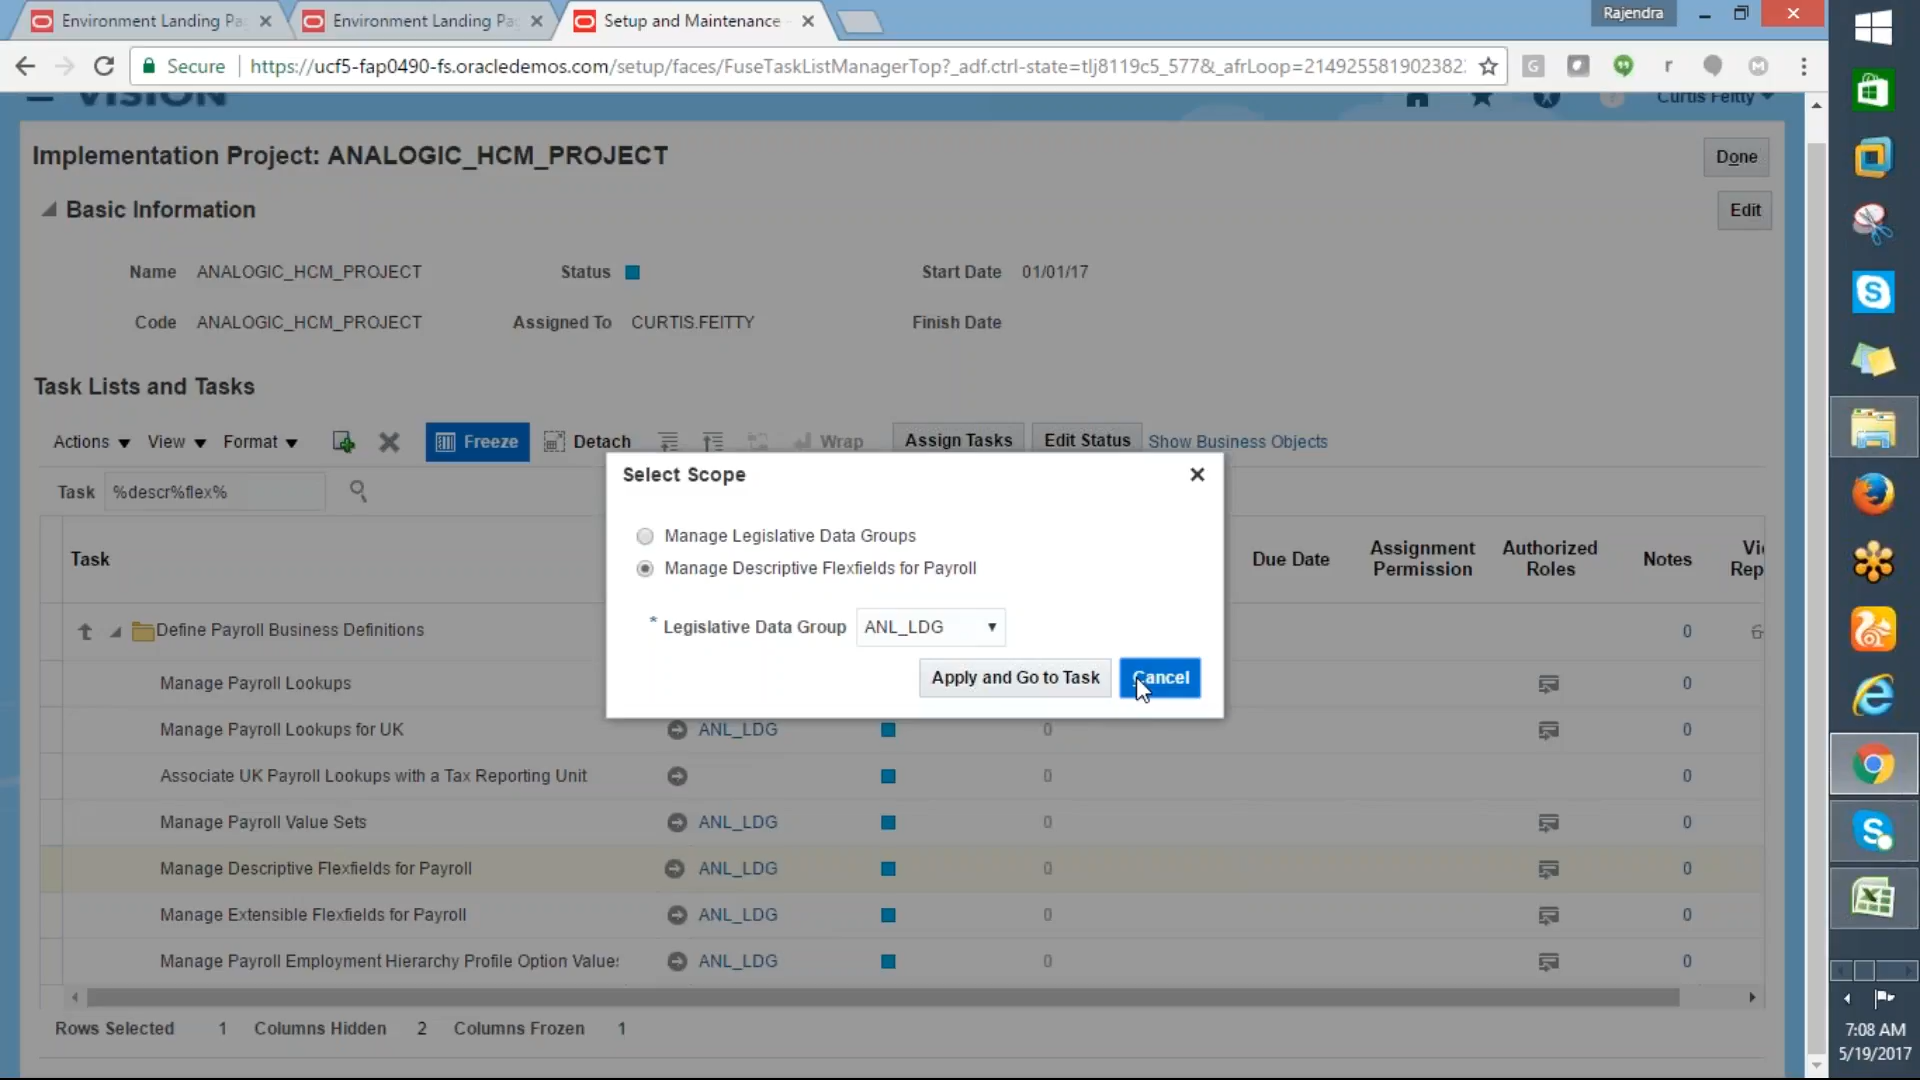 Environment Landing Pa
Environment Landing Pa
Setup and Maintenance
Rajendra
Secure
https://ucf5-fap0490-fs.oracledemos.com/setup/faces/FuseTaskListManagerTop?_adf.ctrl-state=tlj8119c5_577&_afrLoop=214925581902382
VISION
Curtis Feitty
Implementation Project: ANALOGIC_HCM_PROJECT
Done
Basic Information
Edit
Name ANALOGIC_HCM_PROJECT
Status
Start Date 01/01/17
Code ANALOGIC_HCM_PROJECT
Assigned To CURTIS.FEITTY
Finish Date
Task Lists and Tasks
Actions View Format Freeze Detach Wrap Assign Tasks Edit Status Show Business Objects
Task %descr%flex%
Select Scope
Manage Legislative Data Groups
Manage Descriptive Flexfields for Payroll
* Legislative Data Group ANL_LDG
Apply and Go to Task Cancel
Task
Due Date
Assignment Permission
Authorized Roles
Notes
Vi
Rep
Define Payroll Business Definitions 0
Manage Payroll Lookups 0
Manage Payroll Lookups for UK ANL_LDG 0 0
Associate UK Payroll Lookups with a Tax Reporting Unit 0 0
Manage Payroll Value Sets ANL_LDG 0 0
Manage Descriptive Flexfields for Payroll ANL_LDG 0 0
Manage Extensible Flexfields for Payroll ANL_LDG 0 0
Manage Payroll Employment Hierarchy Profile Option Values ANL_LDG 0 0
Rows Selected 1 Columns Hidden 2 Columns Frozen 1
7:08 AM
5/19/2017